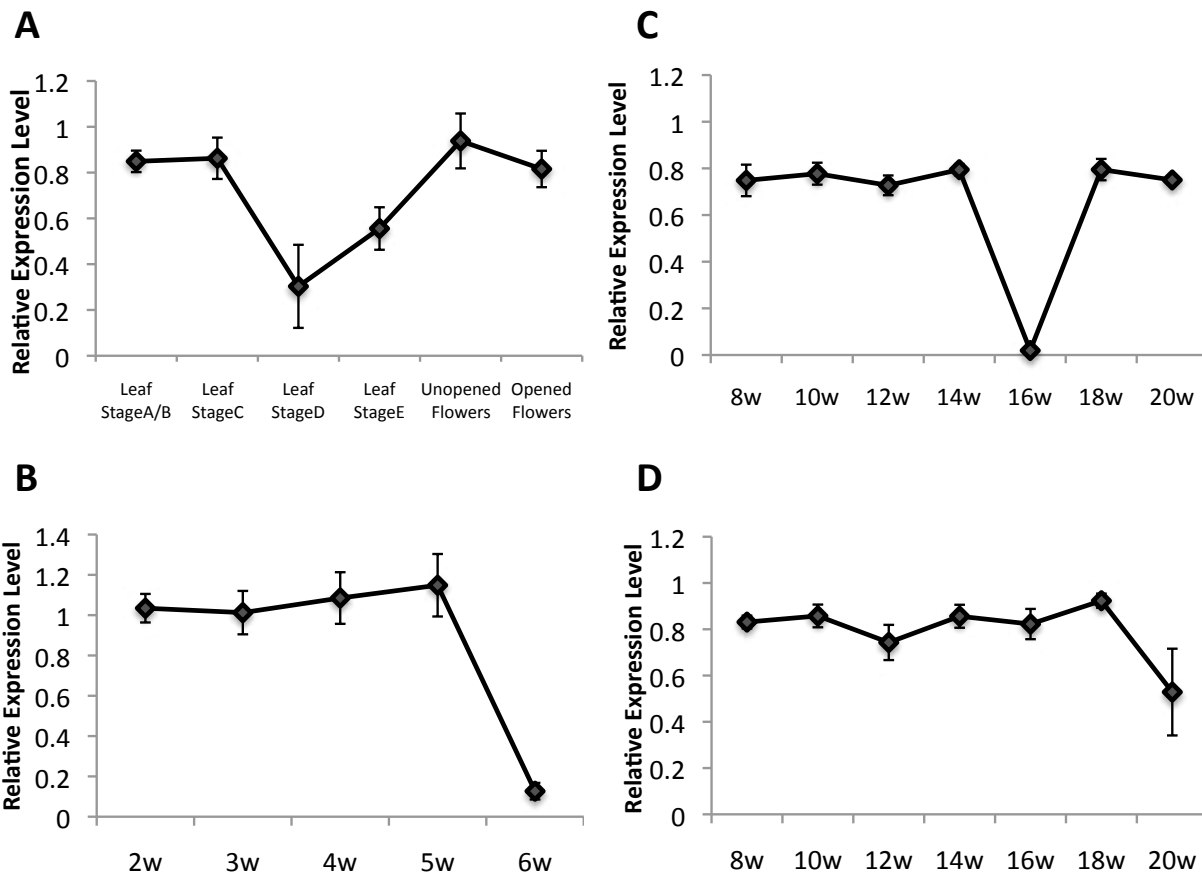 A
Relative Expression Level
1.2
1
0.8
0.6
0.4
0.2
0
Leaf StageA/B
Leaf StageC
Leaf StageD
Leaf StageE
Unopened Flowers
Opened Flowers
B
Relative Expression Level
1.4
1.2
1
0.8
0.6
0.4
0.2
0
2w 3w 4w 5w 6w
C
Relative Expression Level
1.2
1
0.8
0.6
0.4
0.2
0
8w 10w 12w 14w 16w 18w 20w
D
Relative Expression Level
1.2
1
0.8
0.6
0.4
0.2
0
8w 10w 12w 14w 16w 18w 20w